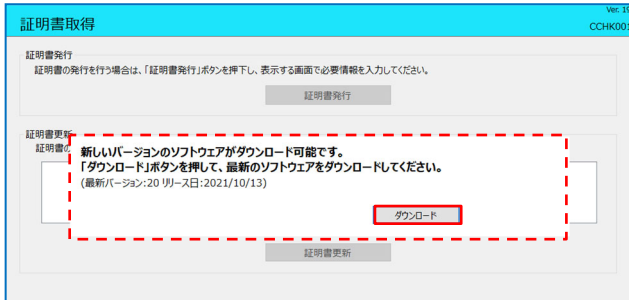 Ver. 19
証明書取得
CCHK001
証明書発行
証明書の発行を行う場合は、「証明書発行」ボタンを押下し、表示する画面で必要情報を入力してください。
証明書発行
証明書更新
証明書の
新しいバージョンのソフトウェアがダウンロード可能です。
「ダウンロード」ボタンを押して、最新のソフトウェアをダウンロードしてください。
(最新バージョン:20 リリース日:2021/10/13)
ダウンロード
証明書更新